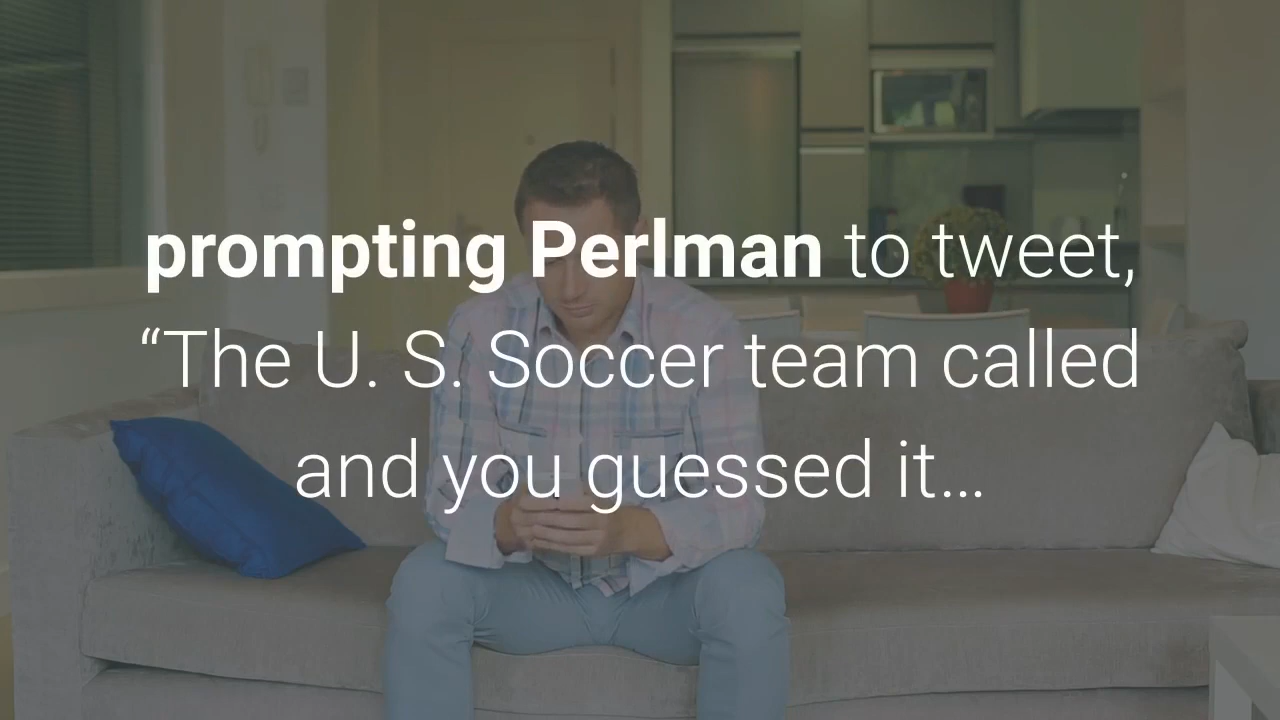 prompting Perlman to tweet,
“The U. S. Soccer team called
and you guessed it…